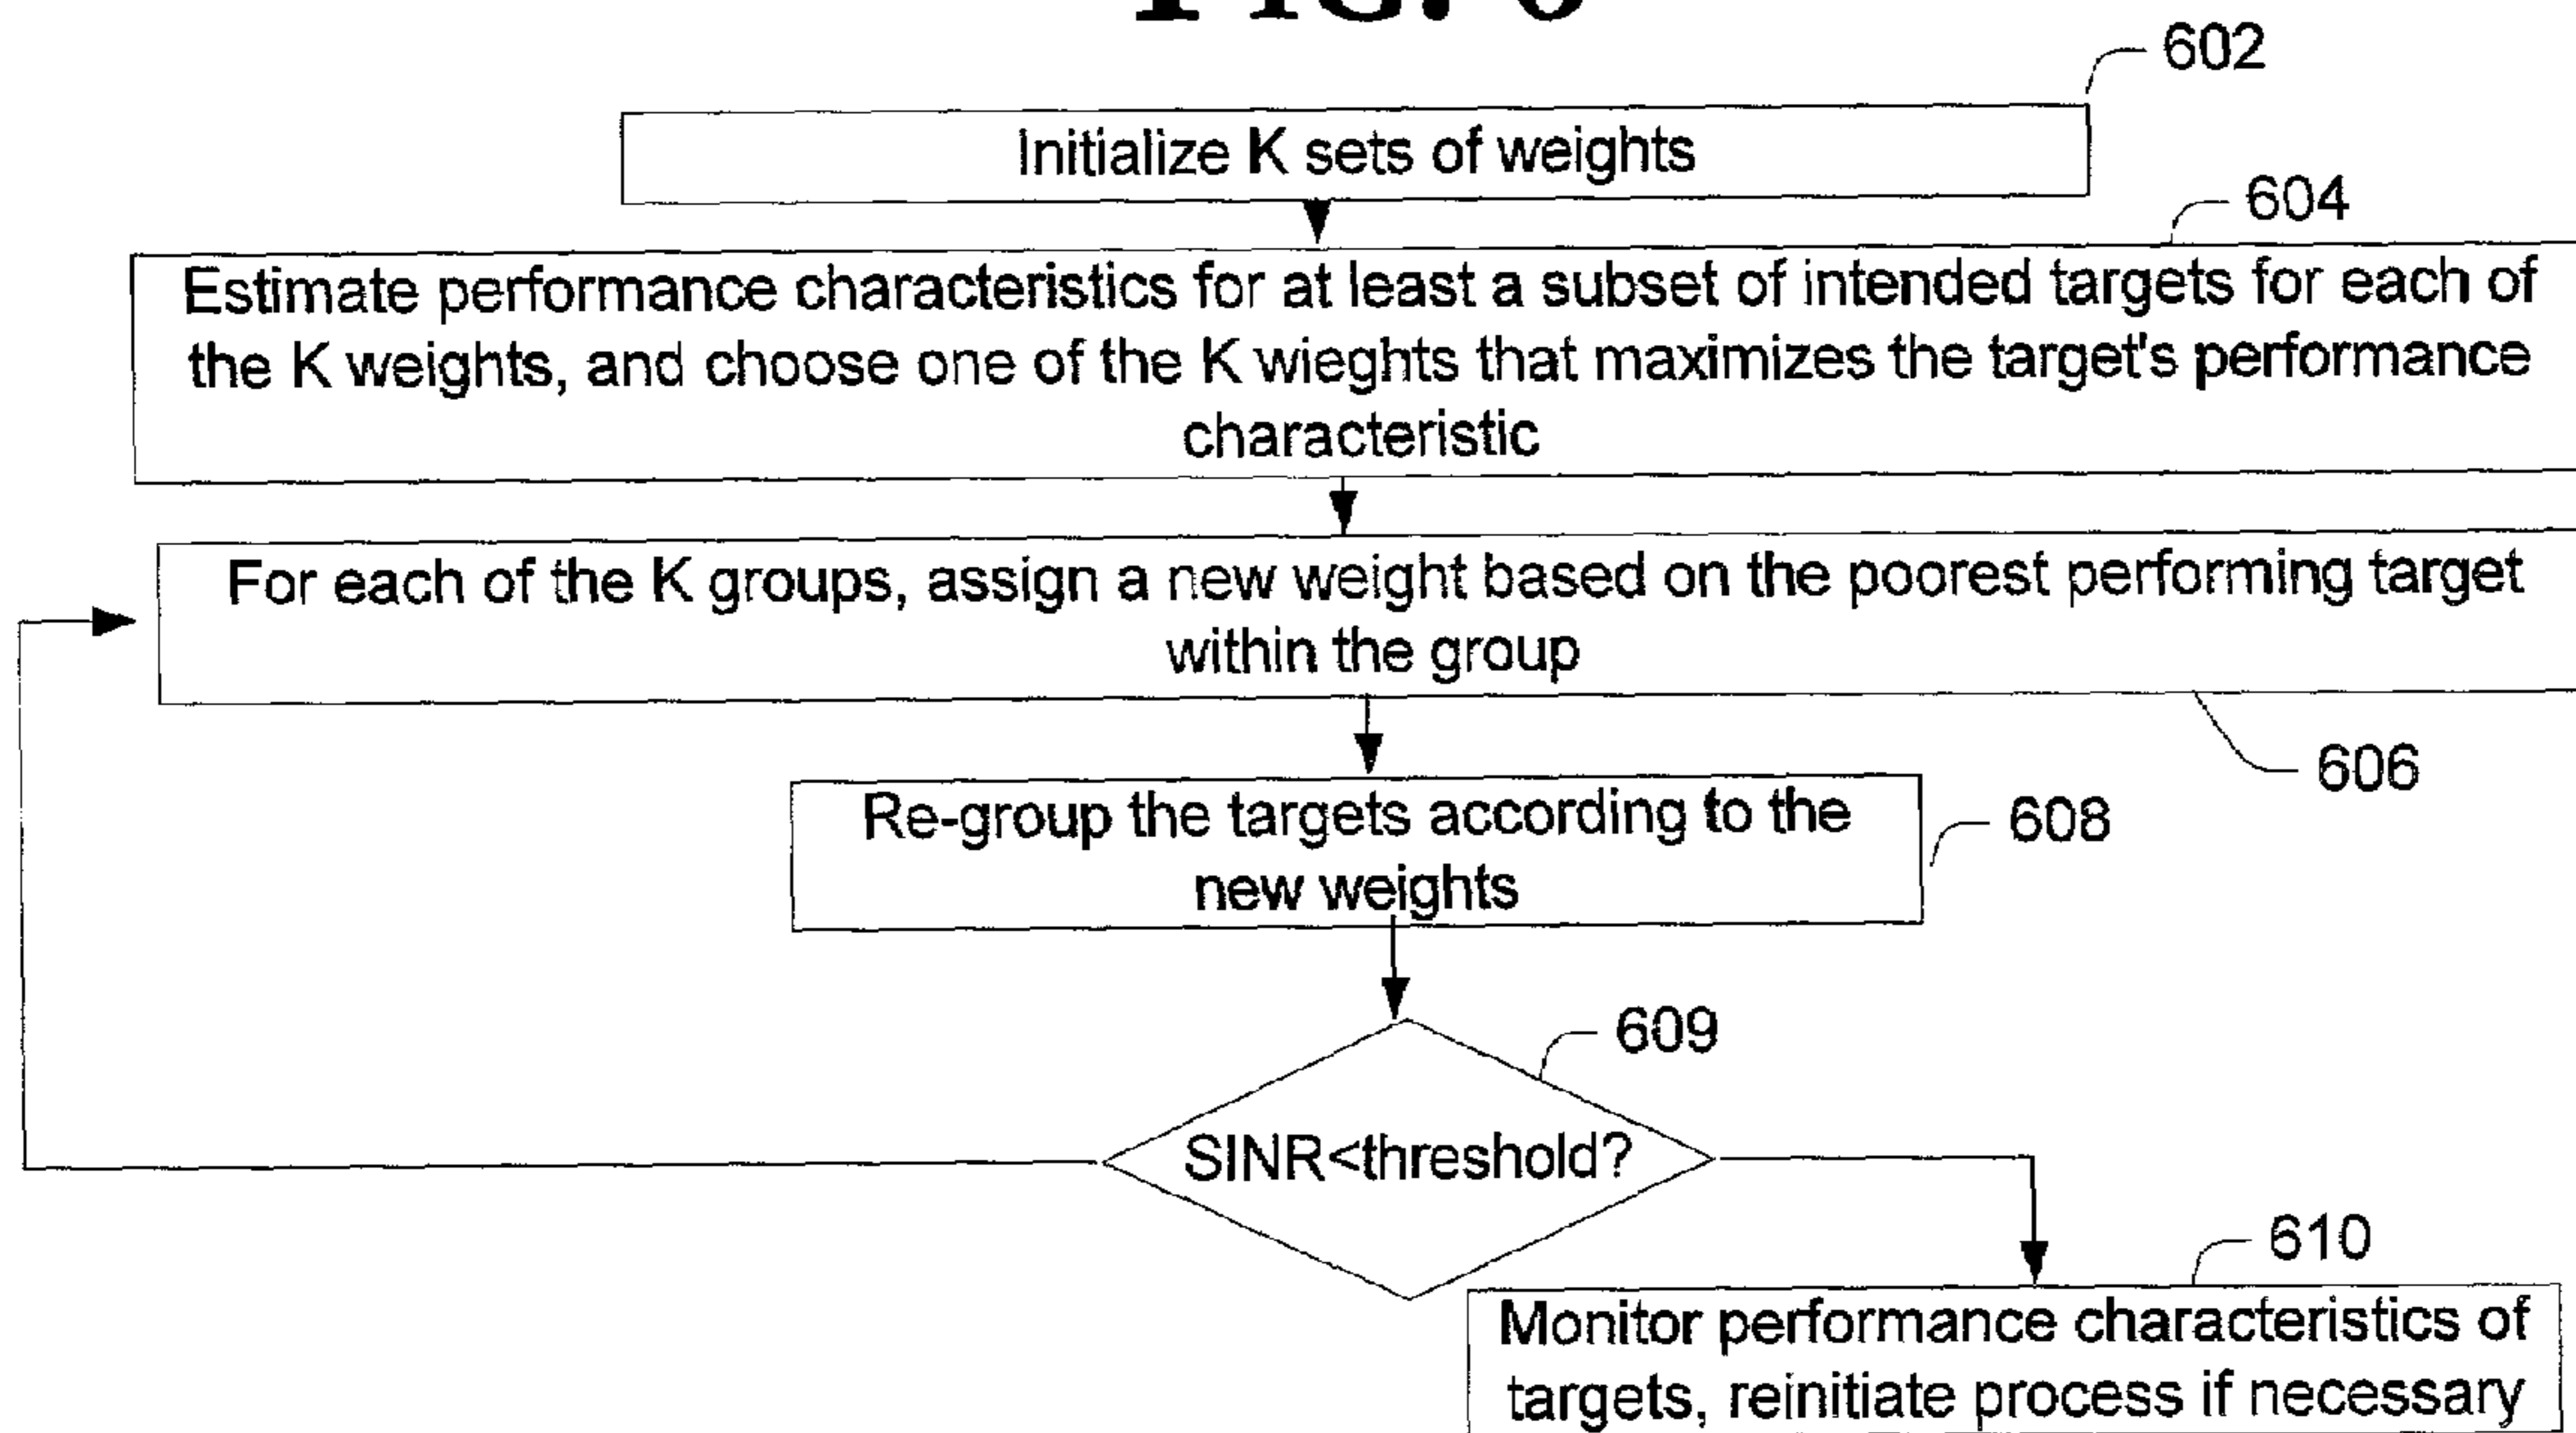 FIG. 6
602
Initialize K sets of weights
604
Estimate performance characteristics for at least a subset of intended targets for each of
the K weights, and choose one of the K wieghts that maximizes the target's performance
characteristic
For each of the K groups, assign a new weight based on the poorest performing target
within the group
606
Re-group the targets according to the
new weights
608
609
SINR<threshold?
610
Monitor performance characteristics of
targets, reinitiate process if necessary